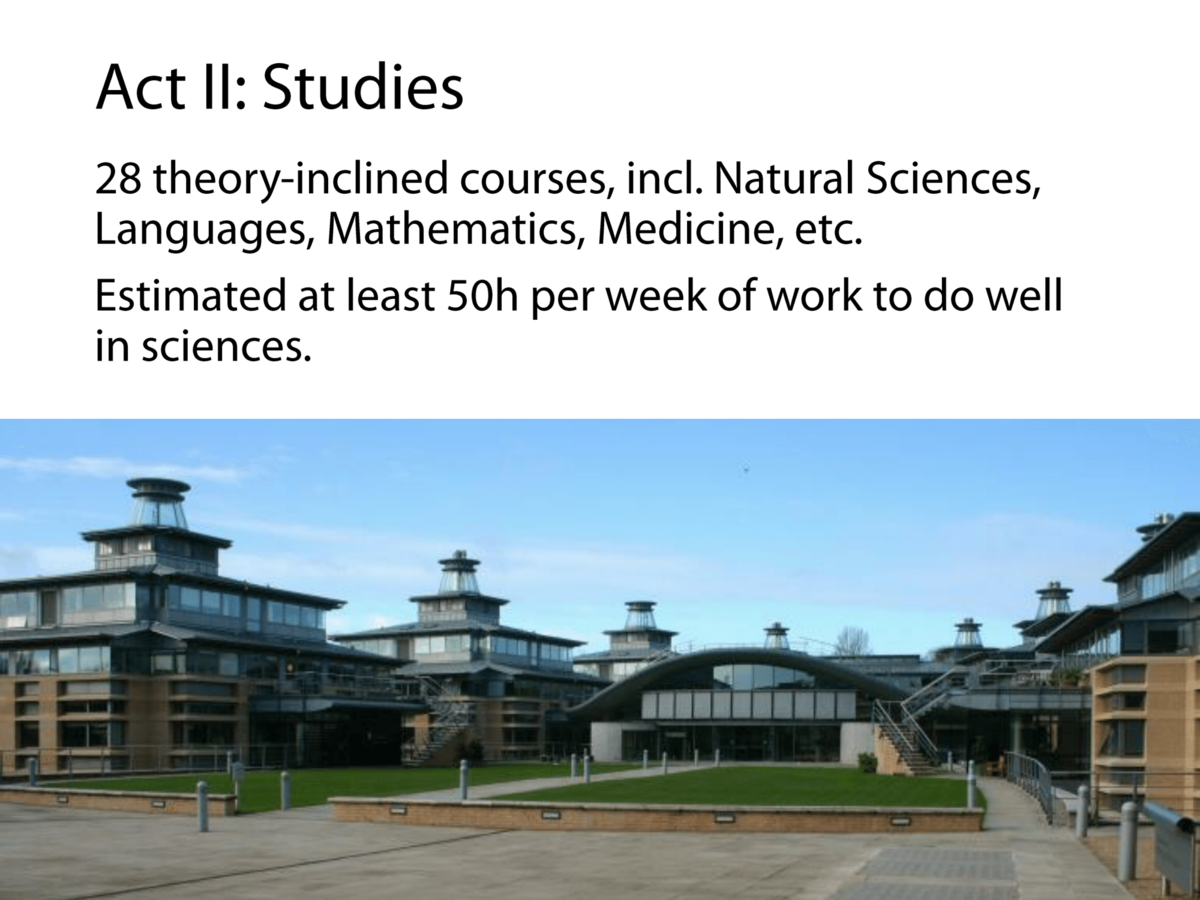 Act II: Studies
28 theory-inclined courses, incl. Natural Sciences,
Languages, Mathematics, Medicine, etc.
Estimated at least 50h per week of work to do well
in sciences.